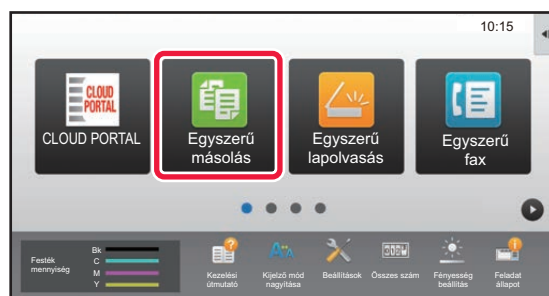 10:15
CLOUD
PORTAL
CLOUD PORTAL
Egyszerű
másolás
Egyszerű
lapolvasás
Egyszerű
fax
Festék
mennyiség
Bk
C
M
Y
Kezelési
útmutató
Kijelző mód
nagyítása
Beállítások
Összes szám
Fényesség
beállítás
Feladat
állapot